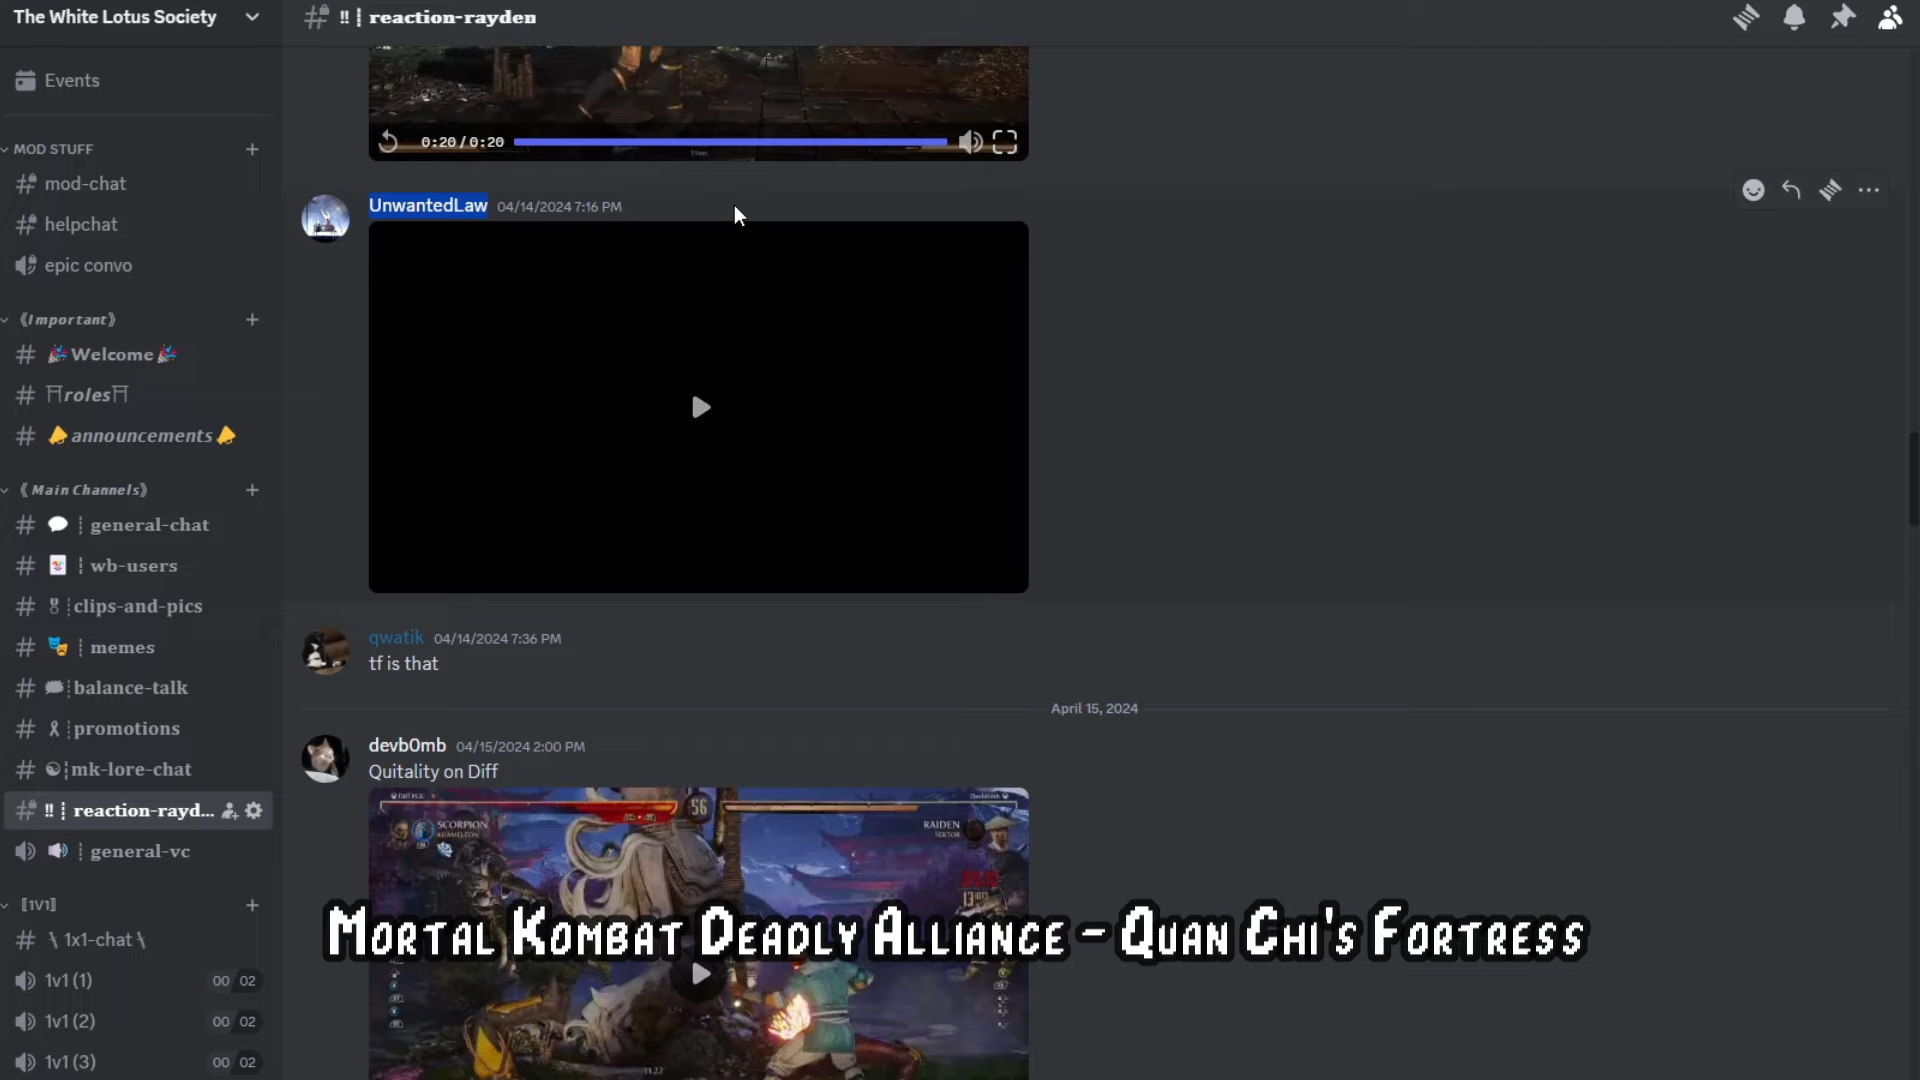 The White Lotus Society
Events
MOD STUFF
mod-chat
helpchat
epic convo
《Important》
🎉Welcome🎉
⛩roles⛩
📣announcements📣
《Main Channels》
💬┊general-chat
🃏┊wb-users
🎖┊clips-and-pics
🎭┊memes
🗯┊balance-talk
🎗┊promotions
☯┊mk-lore-chat
‼┊reaction-rayd...
🔊┊general-vc
[1V1]
\ 1x1-chat \
1v1 (1) 00 02
1v1 (2) 00 02
1v1 (3) 00 02
‼┊reaction-rayden
0:20 / 0:20
UnwantedLaw 04/14/2024 7:16 PM
qwatik 04/14/2024 7:36 PM
tf is that
April 15, 2024
devb0mb 04/15/2024 2:00 PM
Quitality on Diff
56
SCORPION
KHAMELEON
RAIDEN
SEKTOR
MORTAL KOMBAT DEADLY ALLIANCE - QUAN CHI'S FORTRESS
11.22